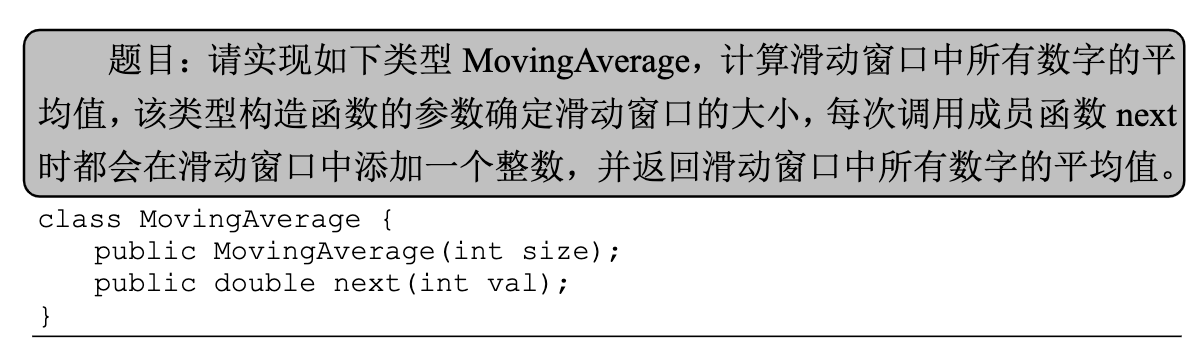 题目：请实现如下类型 MovingAverage，计算滑动窗口中所有数字的平
均值，该类型构造函数的参数确定滑动窗口的大小，每次调用成员函数 next
时都会在滑动窗口中添加一个整数，并返回滑动窗口中所有数字的平均值。
class MovingAverage {
    public MovingAverage(int size);
    public double next(int val);
}